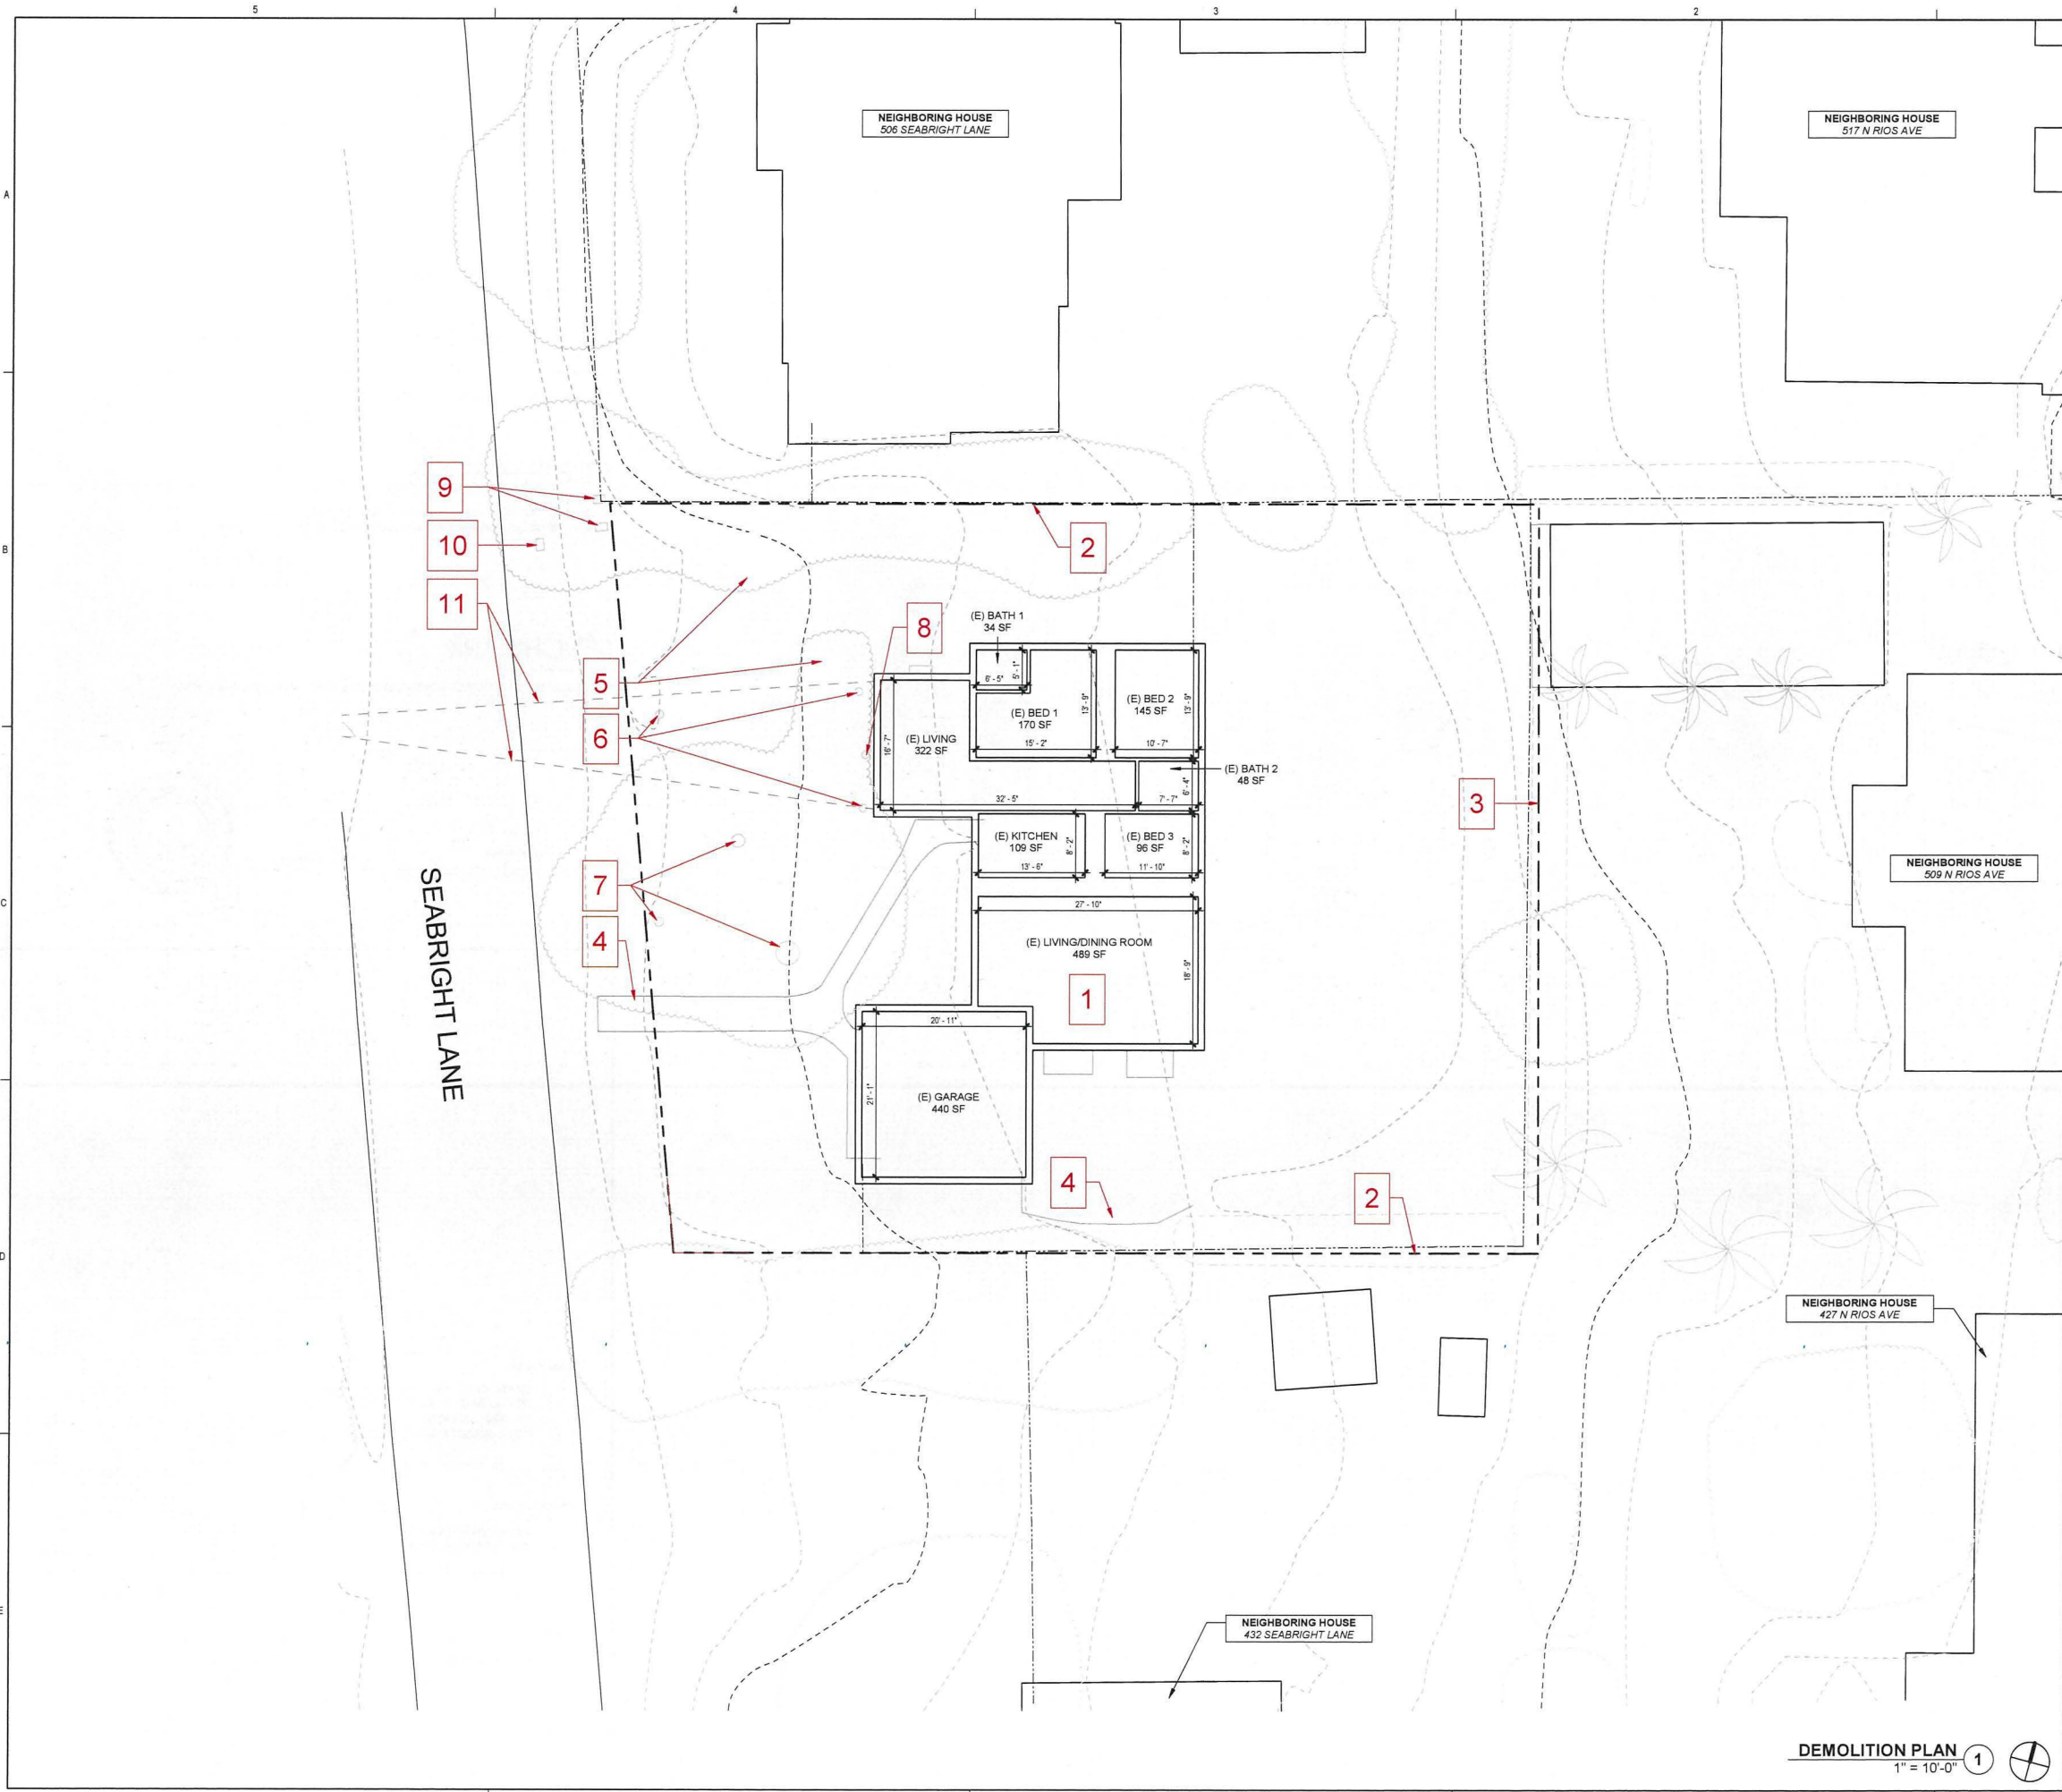 5
4
3
2
A
B
C
D
E
NEIGHBORING HOUSE
506 SEABRIGHT LANE
NEIGHBORING HOUSE
517 N RIOS AVE
9
10
11
2
8
5
6
3
7
4
(E) BATH 1
34 SF
6' - 5"
5' - 1"
(E) BED 1
170 SF
15' - 2"
13' - 9"
(E) BED 2
145 SF
10' - 7"
13' - 9"
(E) LIVING
322 SF
16' - 7"
32' - 5"
(E) BATH 2
48 SF
7' - 7"
6' - 4"
(E) KITCHEN
109 SF
13' - 6"
8' - 2"
(E) BED 3
96 SF
11' - 10"
8' - 2"
27' - 10"
(E) LIVING/DINING ROOM
489 SF
18' - 9"
1
20' - 11"
21' - 1"
(E) GARAGE
440 SF
4
2
SEABRIGHT LANE
NEIGHBORING HOUSE
509 N RIOS AVE
NEIGHBORING HOUSE
427 N RIOS AVE
NEIGHBORING HOUSE
432 SEABRIGHT LANE
DEMOLITION PLAN
1" = 10'-0"
1